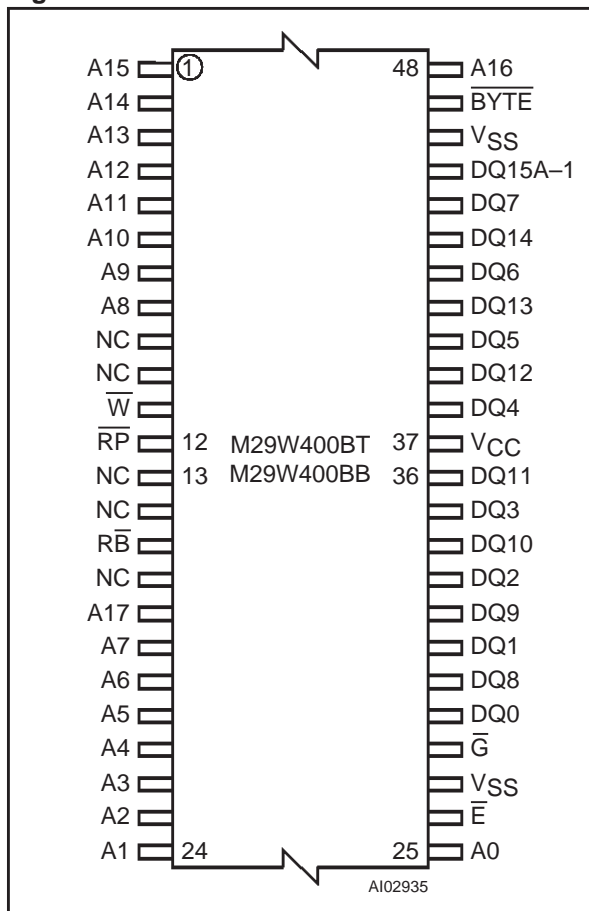 A15 1 48 A16
A14 B̅Y̅T̅E̅
A13 VSS
A12 DQ15A–1
A11 DQ7
A10 DQ14
A9 DQ6
A8 DQ13
NC DQ5
NC DQ12
W̅ DQ4
R̅P̅ 12 M29W400BT 37 VCC
NC 13 M29W400BB 36 DQ11
NC DQ3
RB̅ DQ10
NC DQ2
A17 DQ9
A7 DQ1
A6 DQ8
A5 DQ0
A4 G̅
A3 VSS
A2 E̅
A1 24 25 A0
AI02935